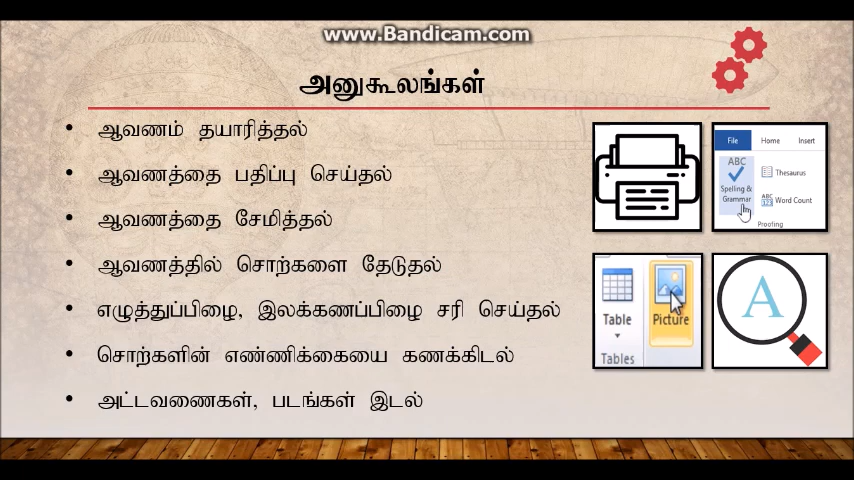 www.Bandicam.com
அனுகூலங்கள்
• ஆவணம் தயாரித்தல்
• ஆவணத்தை பதிப்பு செய்தல்
• ஆவணத்தை சேமித்தல்
• ஆவணத்தில் சொற்களை தேடுதல்
• எழுத்துப்பிழை, இலக்கணப்பிழை சரி செய்தல்
• சொற்களின் எண்ணிக்கையை கணக்கிடல்
• அட்டவணைகள், படங்கள் இடல்
File Home Insert
ABC
Spelling &
Grammar
Thesaurus
ABC
123
Word Count
Proofing
Table
Picture
Tables
A